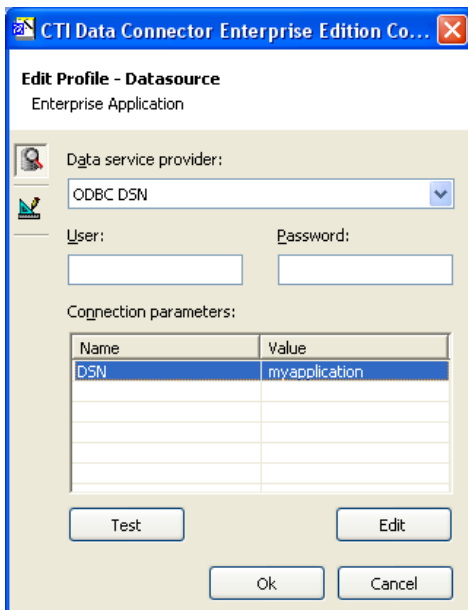 CTI Data Connector Enterprise Edition Co...
Edit Profile - Datasource
Enterprise Application
Data service provider:
ODBC DSN
User: Password:
Connection parameters:
Name Value
DSN myapplication
Test Edit
Ok Cancel